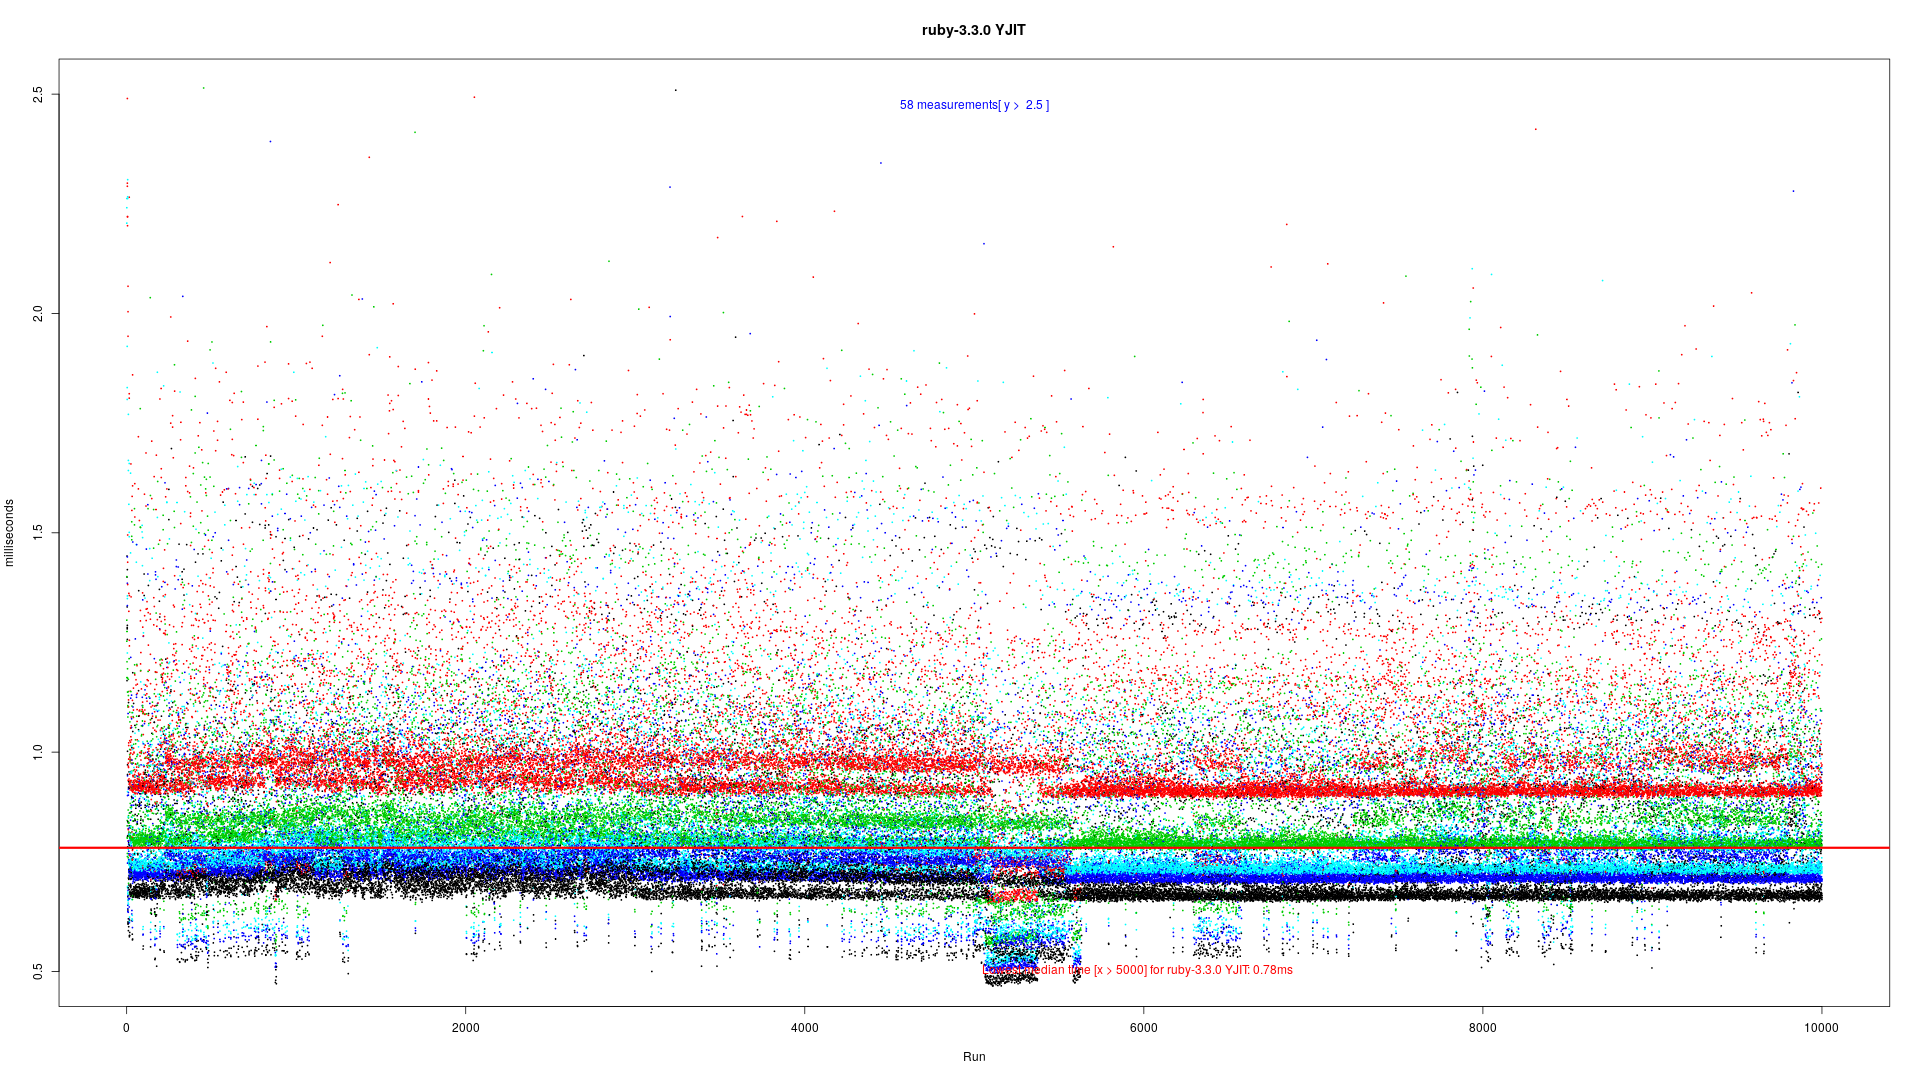 ruby-3.3.0 YJIT
58 measurements[ y > 2.5 ]
milliseconds
2.5
2.0
1.5
1.0
0.5
median time [x > 5000] for ruby-3.3.0 YJIT: 0.78ms
0 2000 4000 6000 8000 10000
Run